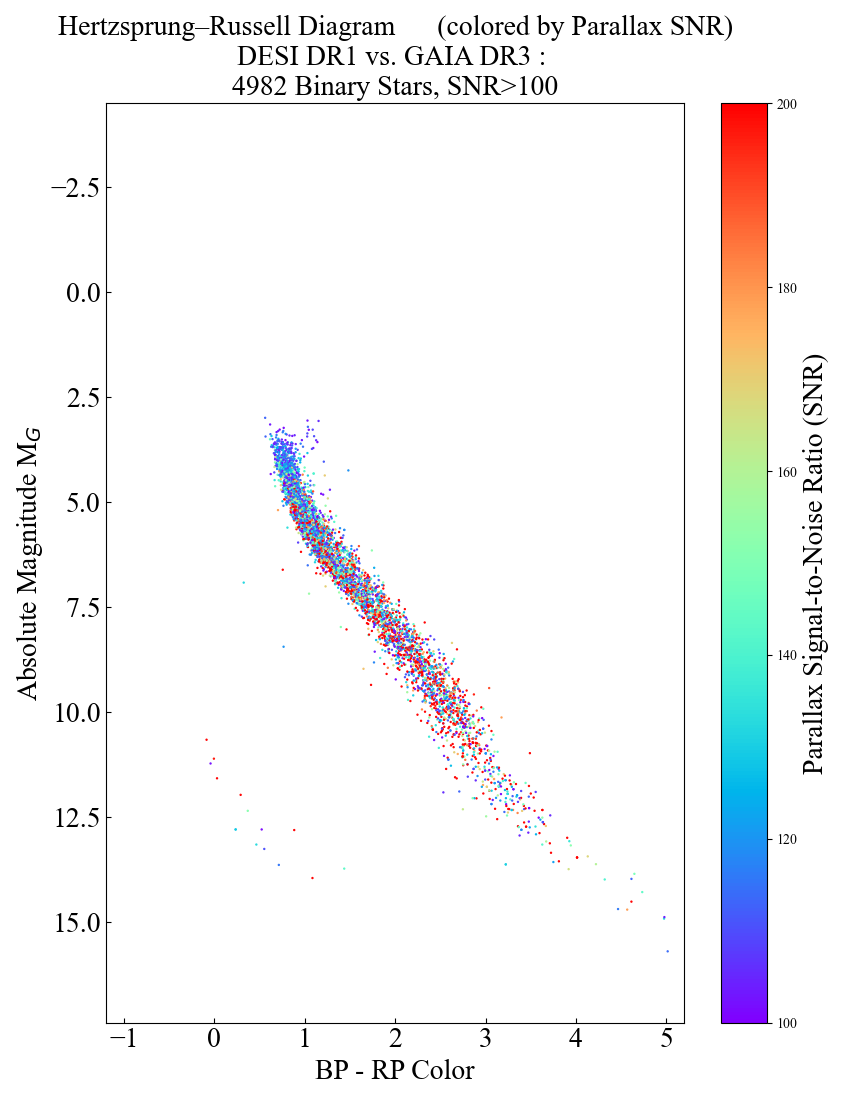 Hertzsprung–Russell Diagram (colored by Parallax SNR)
DESI DR1 vs. GAIA DR3 :
4982 Binary Stars, SNR>100
Absolute Magnitude M_G
−2.5
0.0
2.5
5.0
7.5
10.0
12.5
15.0
−1 0 1 2 3 4 5
BP - RP Color
200
180
160
140
120
100
Parallax Signal-to-Noise Ratio (SNR)